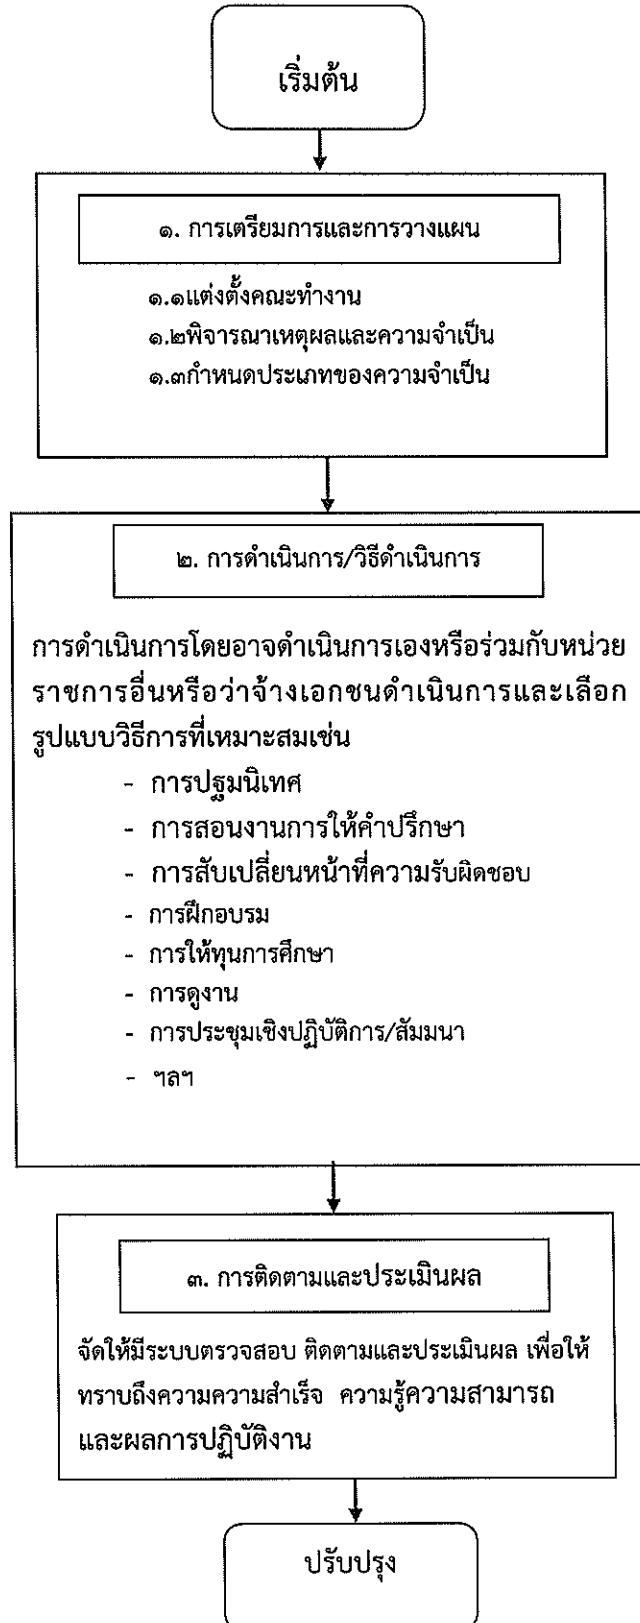 เริ่มต้น
๑. การเตรียมการและการวางแผน
๑.๑แต่งตั้งคณะทำงาน
๑.๒พิจารณาเหตุผลและความจำเป็น
๑.๓กำหนดประเภทของความจำเป็น
๒. การดำเนินการ/วิธีดำเนินการ
การดำเนินการโดยอาจดำเนินการเองหรือร่วมกับหน่วย
ราชการอื่นหรือว่าจ้างเอกชนดำเนินการและเลือก
รูปแบบวิธีการที่เหมาะสมเช่น
- การปฐมนิเทศ
- การสอนงานการให้คำปรึกษา
- การสับเปลี่ยนหน้าที่ความรับผิดชอบ
- การฝึกอบรม
- การให้ทุนการศึกษา
- การดูงาน
- การประชุมเชิงปฏิบัติการ/สัมมนา
- ฯลฯ
๓. การติดตามและประเมินผล
จัดให้มีระบบตรวจสอบ ติดตามและประเมินผล เพื่อให้
ทราบถึงความความสำเร็จ ความรู้ความสามารถ
และผลการปฏิบัติงาน
ปรับปรุง